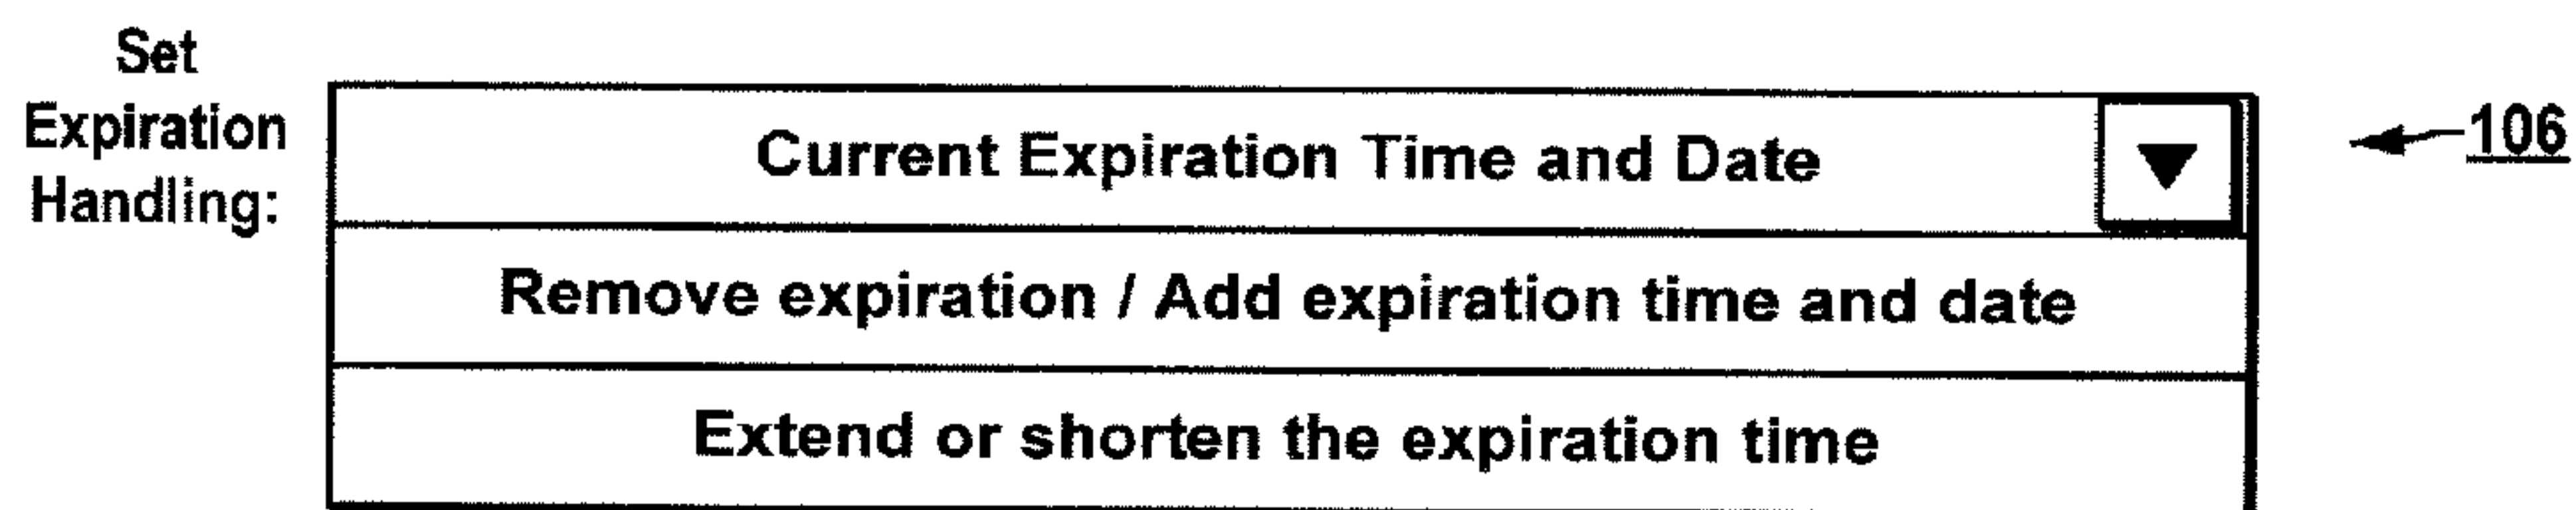 Set
Expiration
Handling:
Current Expiration Time and Date
106
Remove expiration / Add expiration time and date
Extend or shorten the expiration time